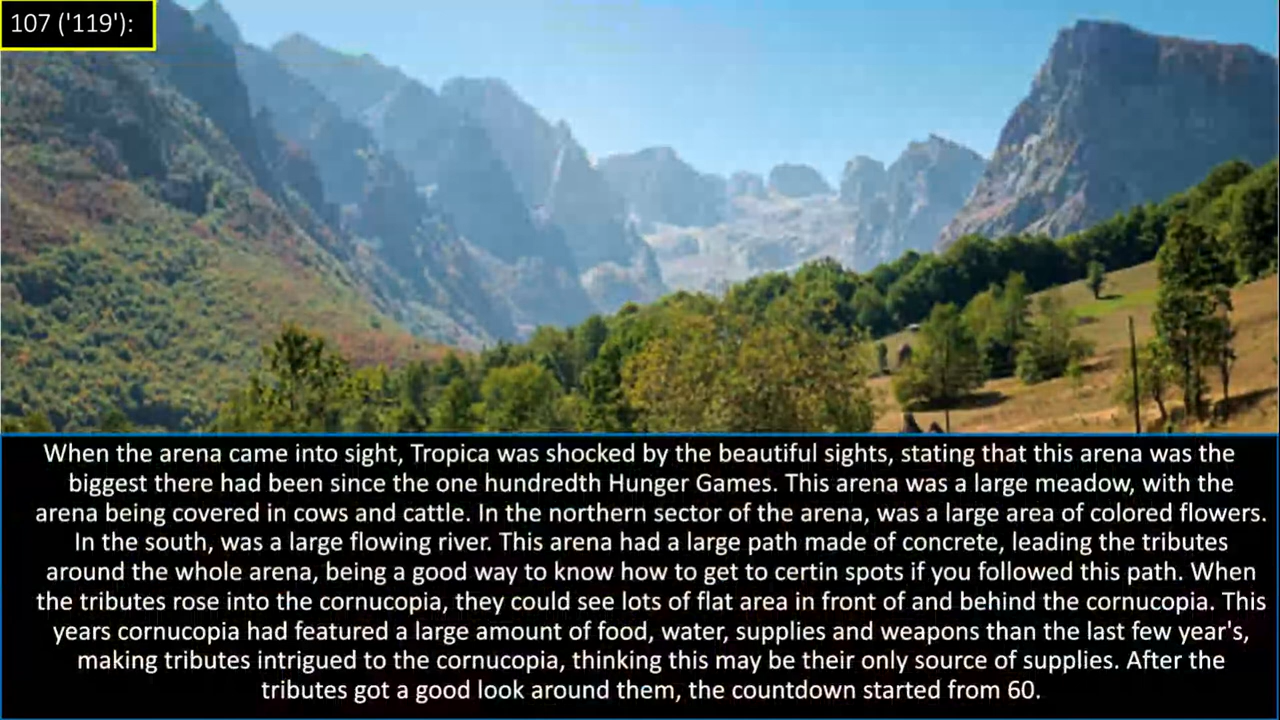 107 ('119'):
When the arena came into sight, Tropica was shocked by the beautiful sights, stating that this arena was the
biggest there had been since the one hundredth Hunger Games. This arena was a large meadow, with the
arena being covered in cows and cattle. In the northern sector of the arena, was a large area of colored flowers.
In the south, was a large flowing river. This arena had a large path made of concrete, leading the tributes
around the whole arena, being a good way to know how to get to certin spots if you followed this path. When
the tributes rose into the cornucopia, they could see lots of flat area in front of and behind the cornucopia. This
years cornucopia had featured a large amount of food, water, supplies and weapons than the last few year's,
making tributes intrigued to the cornucopia, thinking this may be their only source of supplies. After the
tributes got a good look around them, the countdown started from 60.